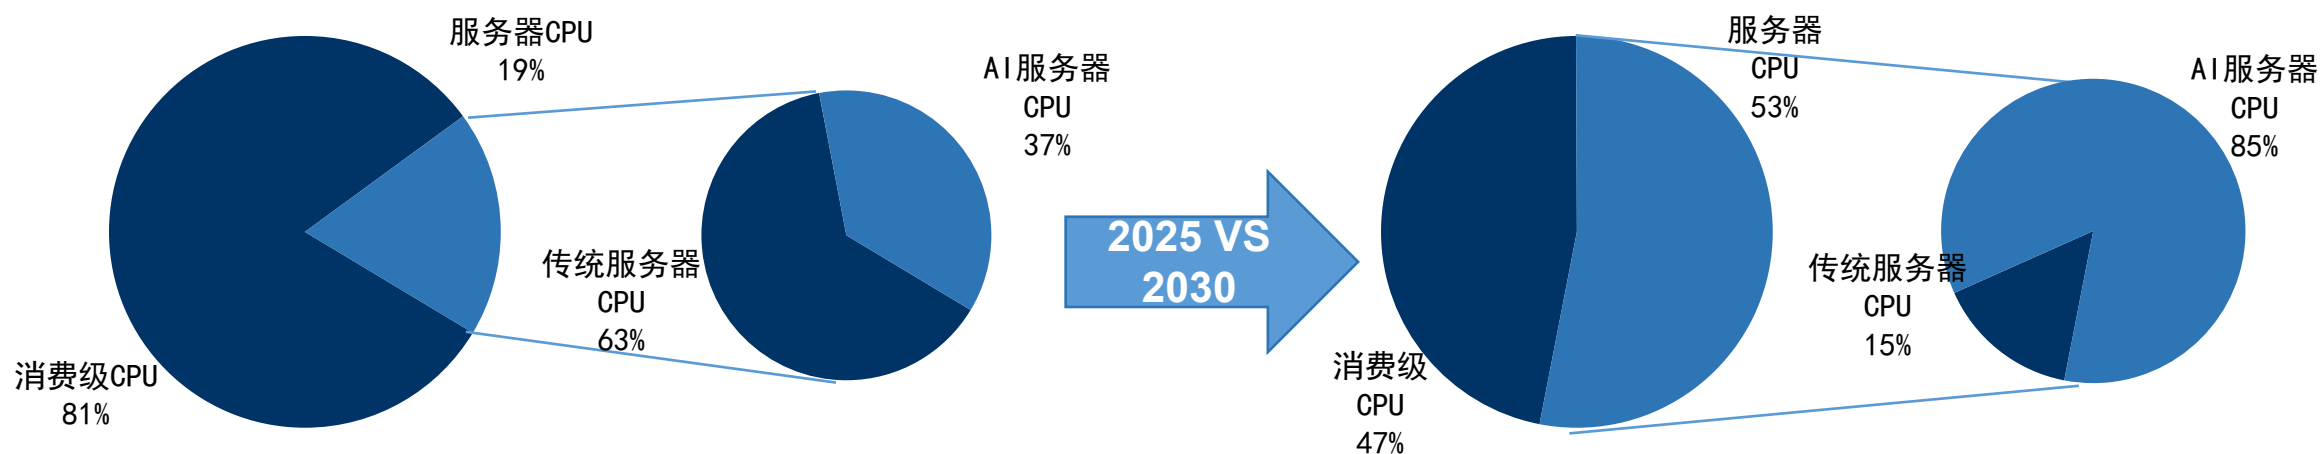 服务器CPU
19%
消费级CPU
81%
AI服务器
CPU
37%
传统服务器
CPU
63%
2025 VS
2030
服务器
CPU
53%
消费级
CPU
47%
AI服务器
CPU
85%
传统服务器
CPU
15%